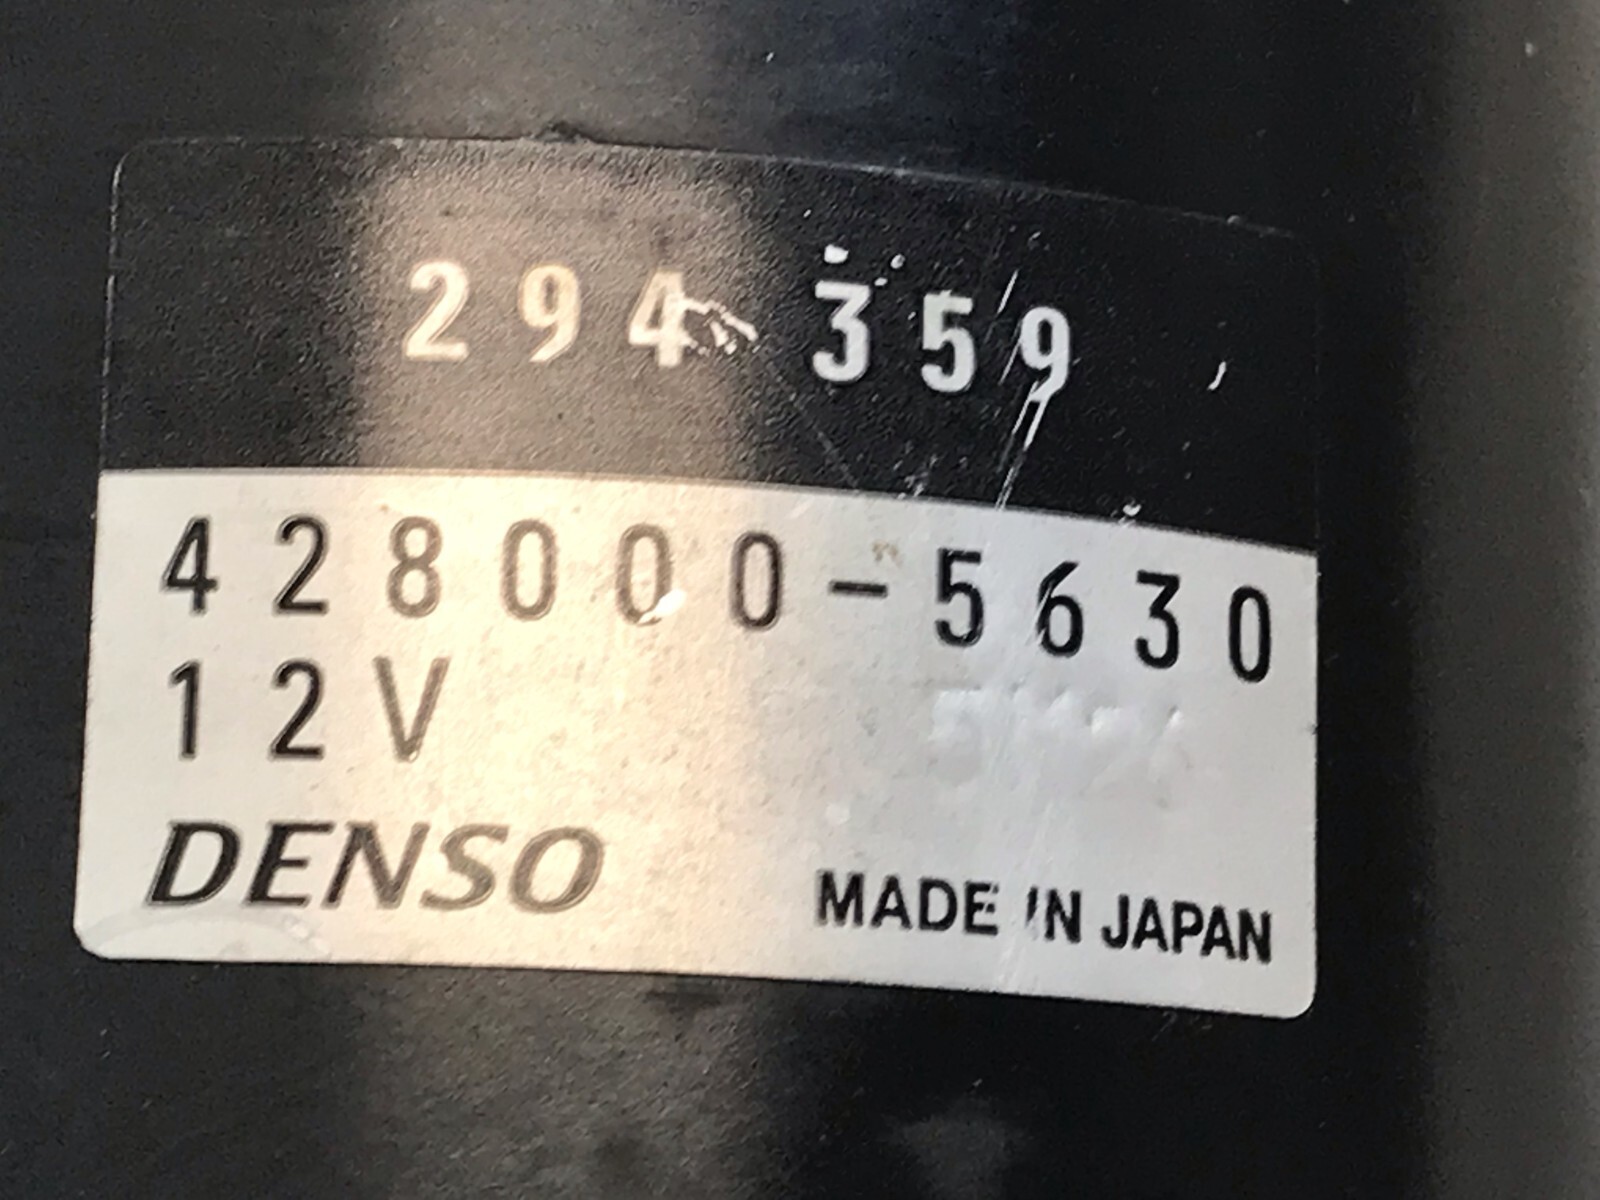 294 359
428000-5630
12V
DENSO
MADE IN JAPAN